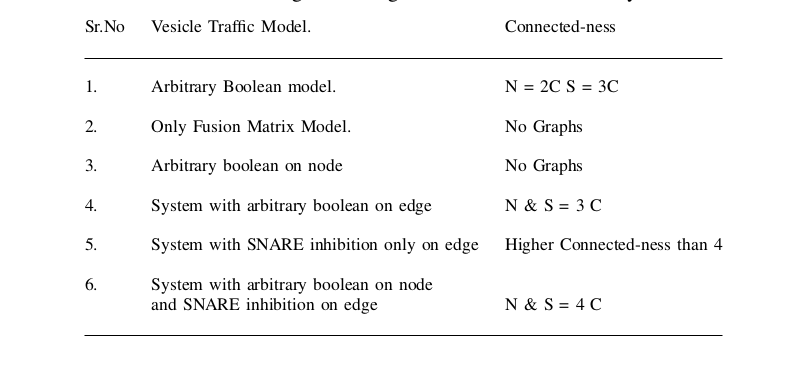 Sr.No Vesicle Traffic Model. Connected-ness
1. Arbitrary Boolean model. N = 2C S = 3C
2. Only Fusion Matrix Model. No Graphs
3. Arbitrary boolean on node No Graphs
4. System with arbitrary boolean on edge N & S = 3 C
5. System with SNARE inhibition only on edge Higher Connected-ness than 4
6. System with arbitrary boolean on node
and SNARE inhibition on edge N & S = 4 C